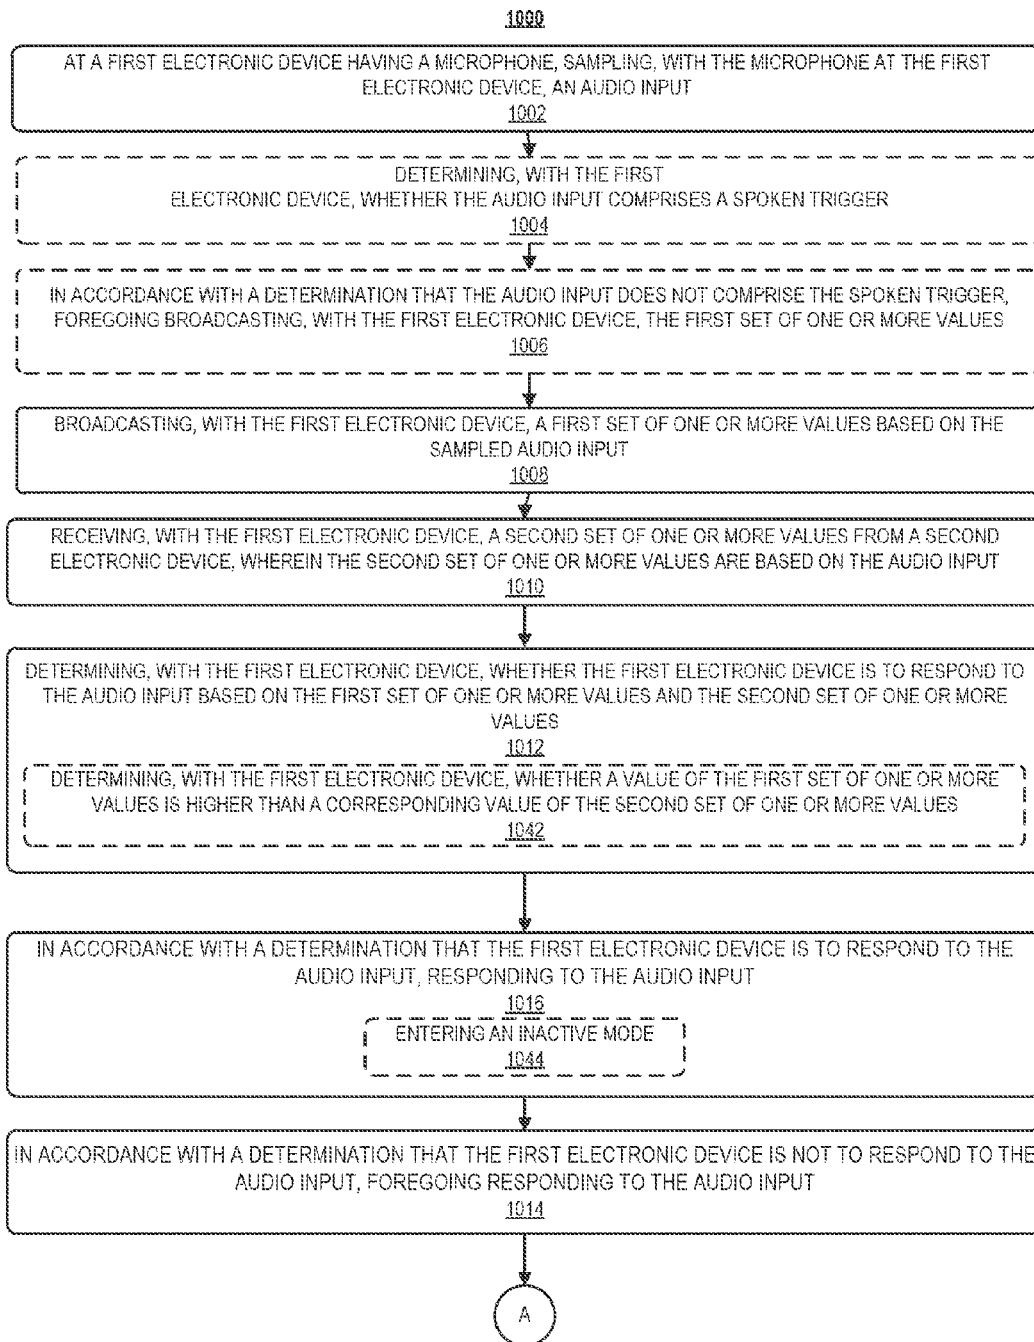 1000
AT A FIRST ELECTRONIC DEVICE HAVING A MICROPHONE, SAMPLING, WITH THE MICROPHONE AT THE FIRST
ELECTRONIC DEVICE, AN AUDIO INPUT
1002
DETERMINING, WITH THE FIRST
ELECTRONIC DEVICE, WHETHER THE AUDIO INPUT COMPRISES A SPOKEN TRIGGER
1004
IN ACCORDANCE WITH A DETERMINATION THAT THE AUDIO INPUT DOES NOT COMPRISE THE SPOKEN TRIGGER,
FOREGOING BROADCASTING, WITH THE FIRST ELECTRONIC DEVICE, THE FIRST SET OF ONE OR MORE VALUES
1006
BROADCASTING, WITH THE FIRST ELECTRONIC DEVICE, A FIRST SET OF ONE OR MORE VALUES BASED ON THE
SAMPLED AUDIO INPUT
1008
RECEIVING, WITH THE FIRST ELECTRONIC DEVICE, A SECOND SET OF ONE OR MORE VALUES FROM A SECOND
ELECTRONIC DEVICE, WHEREIN THE SECOND SET OF ONE OR MORE VALUES ARE BASED ON THE AUDIO INPUT
1010
DETERMINING, WITH THE FIRST ELECTRONIC DEVICE, WHETHER THE FIRST ELECTRONIC DEVICE IS TO RESPOND TO
THE AUDIO INPUT BASED ON THE FIRST SET OF ONE OR MORE VALUES AND THE SECOND SET OF ONE OR MORE
VALUES
1012
DETERMINING, WITH THE FIRST ELECTRONIC DEVICE, WHETHER A VALUE OF THE FIRST SET OF ONE OR MORE
VALUES IS HIGHER THAN A CORRESPONDING VALUE OF THE SECOND SET OF ONE OR MORE VALUES
1042
IN ACCORDANCE WITH A DETERMINATION THAT THE FIRST ELECTRONIC DEVICE IS TO RESPOND TO THE
AUDIO INPUT, RESPONDING TO THE AUDIO INPUT
1016
ENTERING AN INACTIVE MODE
1044
IN ACCORDANCE WITH A DETERMINATION THAT THE FIRST ELECTRONIC DEVICE IS NOT TO RESPOND TO THE
AUDIO INPUT, FOREGOING RESPONDING TO THE AUDIO INPUT
1014
A